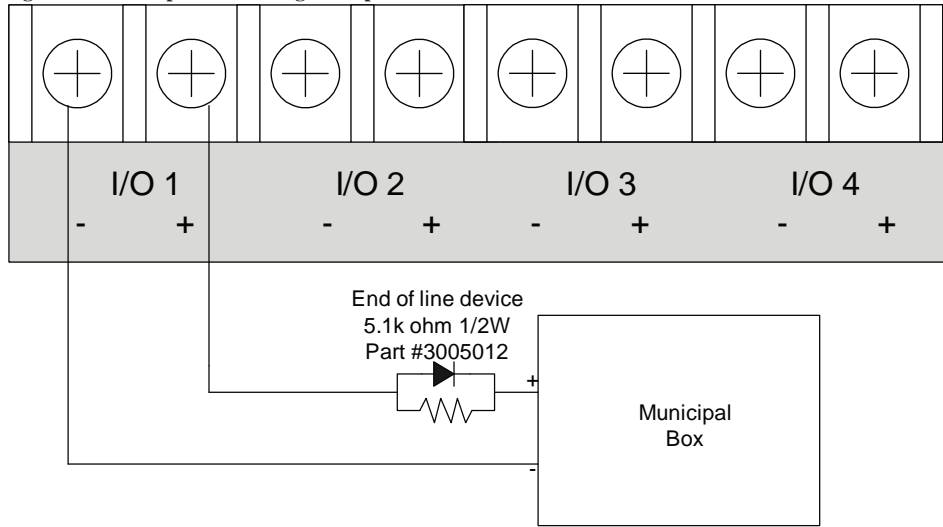 I/O 1 I/O 2 I/O 3 I/O 4
- + - + - + - +
End of line device
5.1k ohm 1/2W
Part #3005012
+
Municipal
Box
-